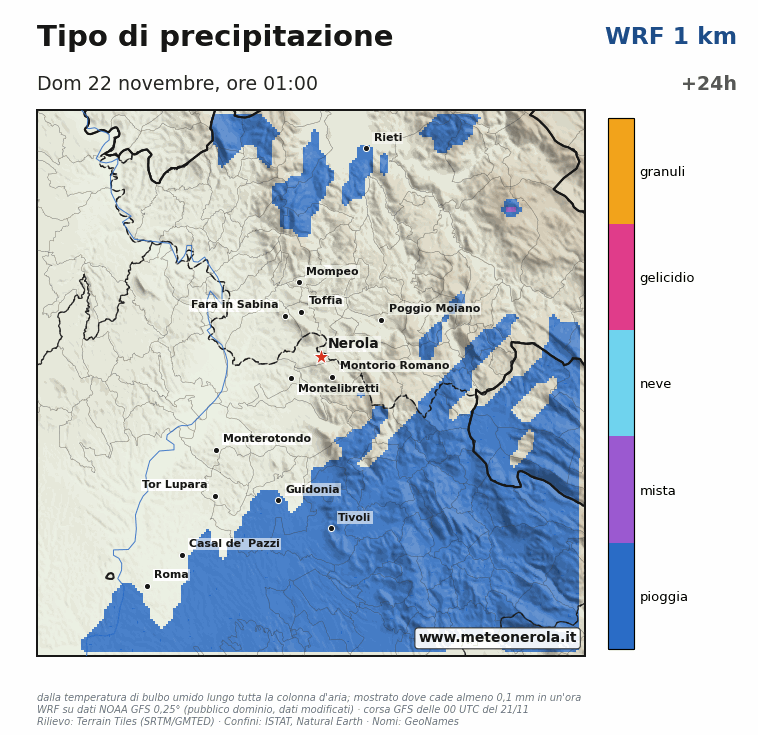 Tipo di precipitazione
WRF 1 km
Dom 22 novembre, ore 01:00
+24h
Rieti
Mompeo
Fara in Sabina
Toffia
Poggio Moiano
Nerola
Montorio Romano
Montelibretti
Monterotondo
Tor Lupara
Guidonia
Tivoli
Casal de' Pazzi
Roma
www.meteonerola.it
granuli
gelicidio
neve
mista
pioggia
dalla temperatura di bulbo umido lungo tutta la colonna d'aria; mostrato dove cade almeno 0,1 mm in un'ora
WRF su dati NOAA GFS 0,25° (pubblico dominio, dati modificati) · corsa GFS delle 00 UTC del 21/11
Rilievo: Terrain Tiles (SRTM/GMTED) · Confini: ISTAT, Natural Earth · Nomi: GeoNames